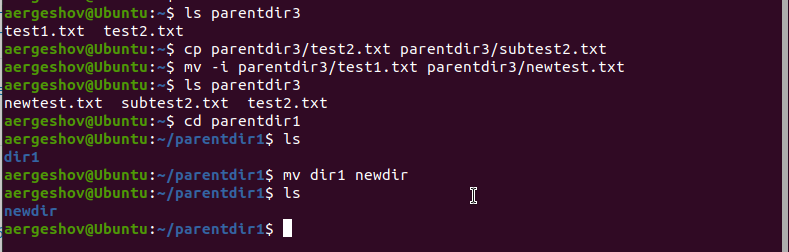 aergeshov@Ubuntu:~$ ls parentdir3
test1.txt  test2.txt
aergeshov@Ubuntu:~$ cp parentdir3/test2.txt parentdir3/subtest2.txt
aergeshov@Ubuntu:~$ mv -i parentdir3/test1.txt parentdir3/newtest.txt
aergeshov@Ubuntu:~$ ls parentdir3
newtest.txt  subtest2.txt  test2.txt
aergeshov@Ubuntu:~$ cd parentdir1
aergeshov@Ubuntu:~/parentdir1$ ls
dir1
aergeshov@Ubuntu:~/parentdir1$ mv dir1 newdir
aergeshov@Ubuntu:~/parentdir1$ ls
newdir
aergeshov@Ubuntu:~/parentdir1$